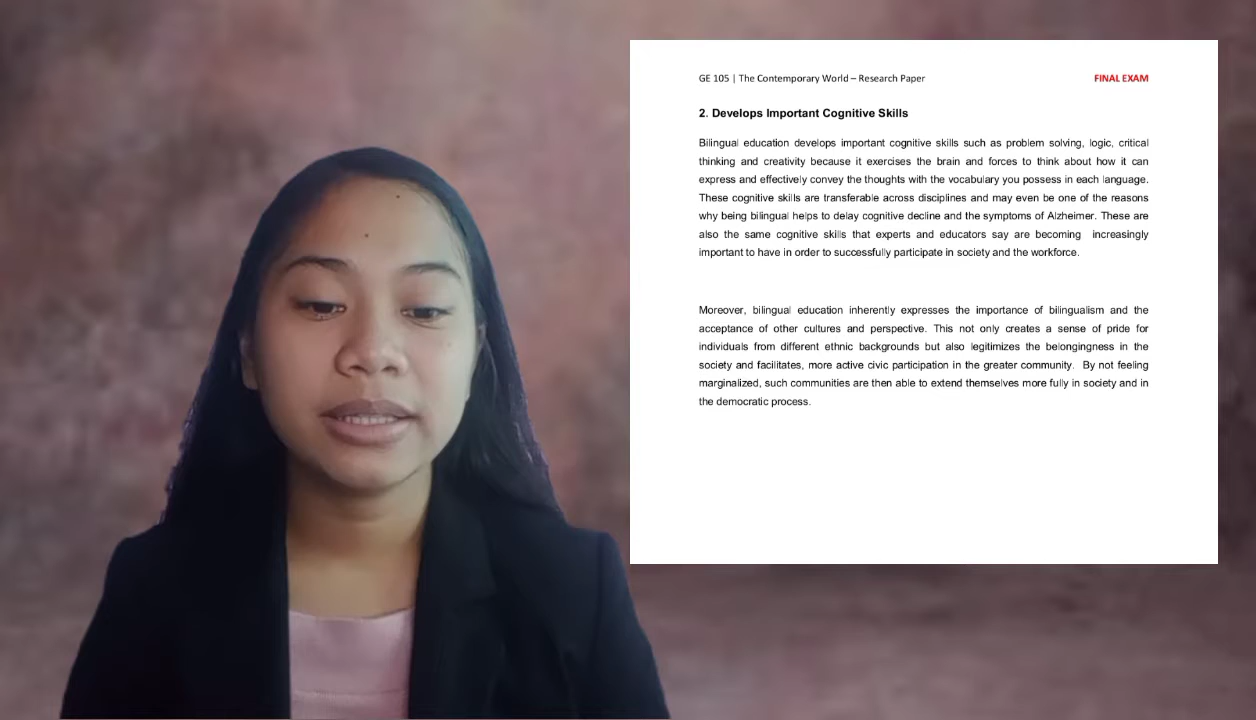 GE 105 | The Contemporary World – Research Paper FINAL EXAM
2. Develops Important Cognitive Skills
Bilingual education develops important cognitive skills such as problem solving, logic, critical
thinking and creativity because it exercises the brain and forces to think about how it can
express and effectively convey the thoughts with the vocabulary you possess in each language.
These cognitive skills are transferable across disciplines and may even be one of the reasons
why being bilingual helps to delay cognitive decline and the symptoms of Alzheimer. These are
also the same cognitive skills that experts and educators say are becoming increasingly
important to have in order to successfully participate in society and the workforce.
Moreover, bilingual education inherently expresses the importance of bilingualism and the
acceptance of other cultures and perspective. This not only creates a sense of pride for
individuals from different ethnic backgrounds but also legitimizes the belongingness in the
society and facilitates, more active civic participation in the greater community. By not feeling
marginalized, such communities are then able to extend themselves more fully in society and in
the democratic process.